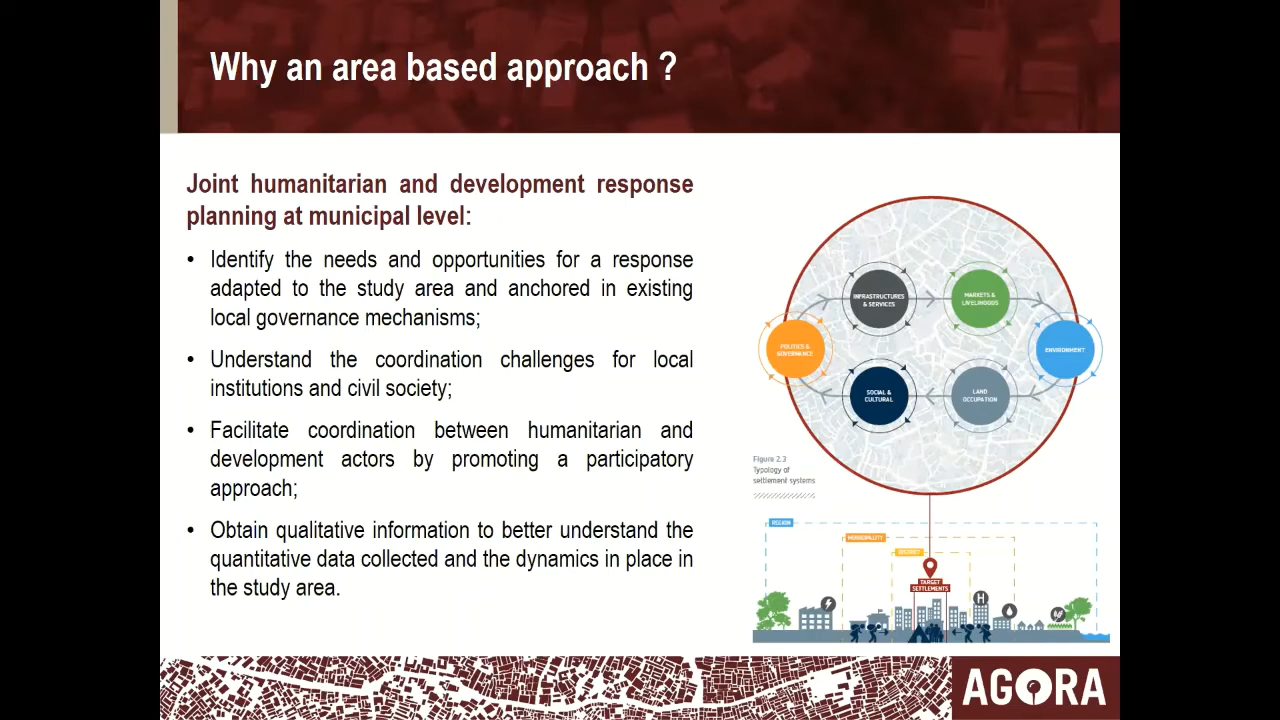 Why an area based approach ?
Joint humanitarian and development response
planning at municipal level:
• Identify the needs and opportunities for a response
adapted to the study area and anchored in existing
local governance mechanisms;
• Understand the coordination challenges for local
institutions and civil society;
• Facilitate coordination between humanitarian and
development actors by promoting a participatory
approach;
• Obtain qualitative information to better understand the
quantitative data collected and the dynamics in place in
the study area.
INFRASTRUCTURES
& SERVICES
MARKETS &
LIVELIHOODS
POLITICS &
GOVERNANCE
ENVIRONMENT
SOCIAL &
CULTURAL
LAND
OCCUPATION
Figure 2.3
Typology of
settlement systems
REGION
MUNICIPALITY
DISTRICT
TARGET
SETTLEMENTS
H
AGORA